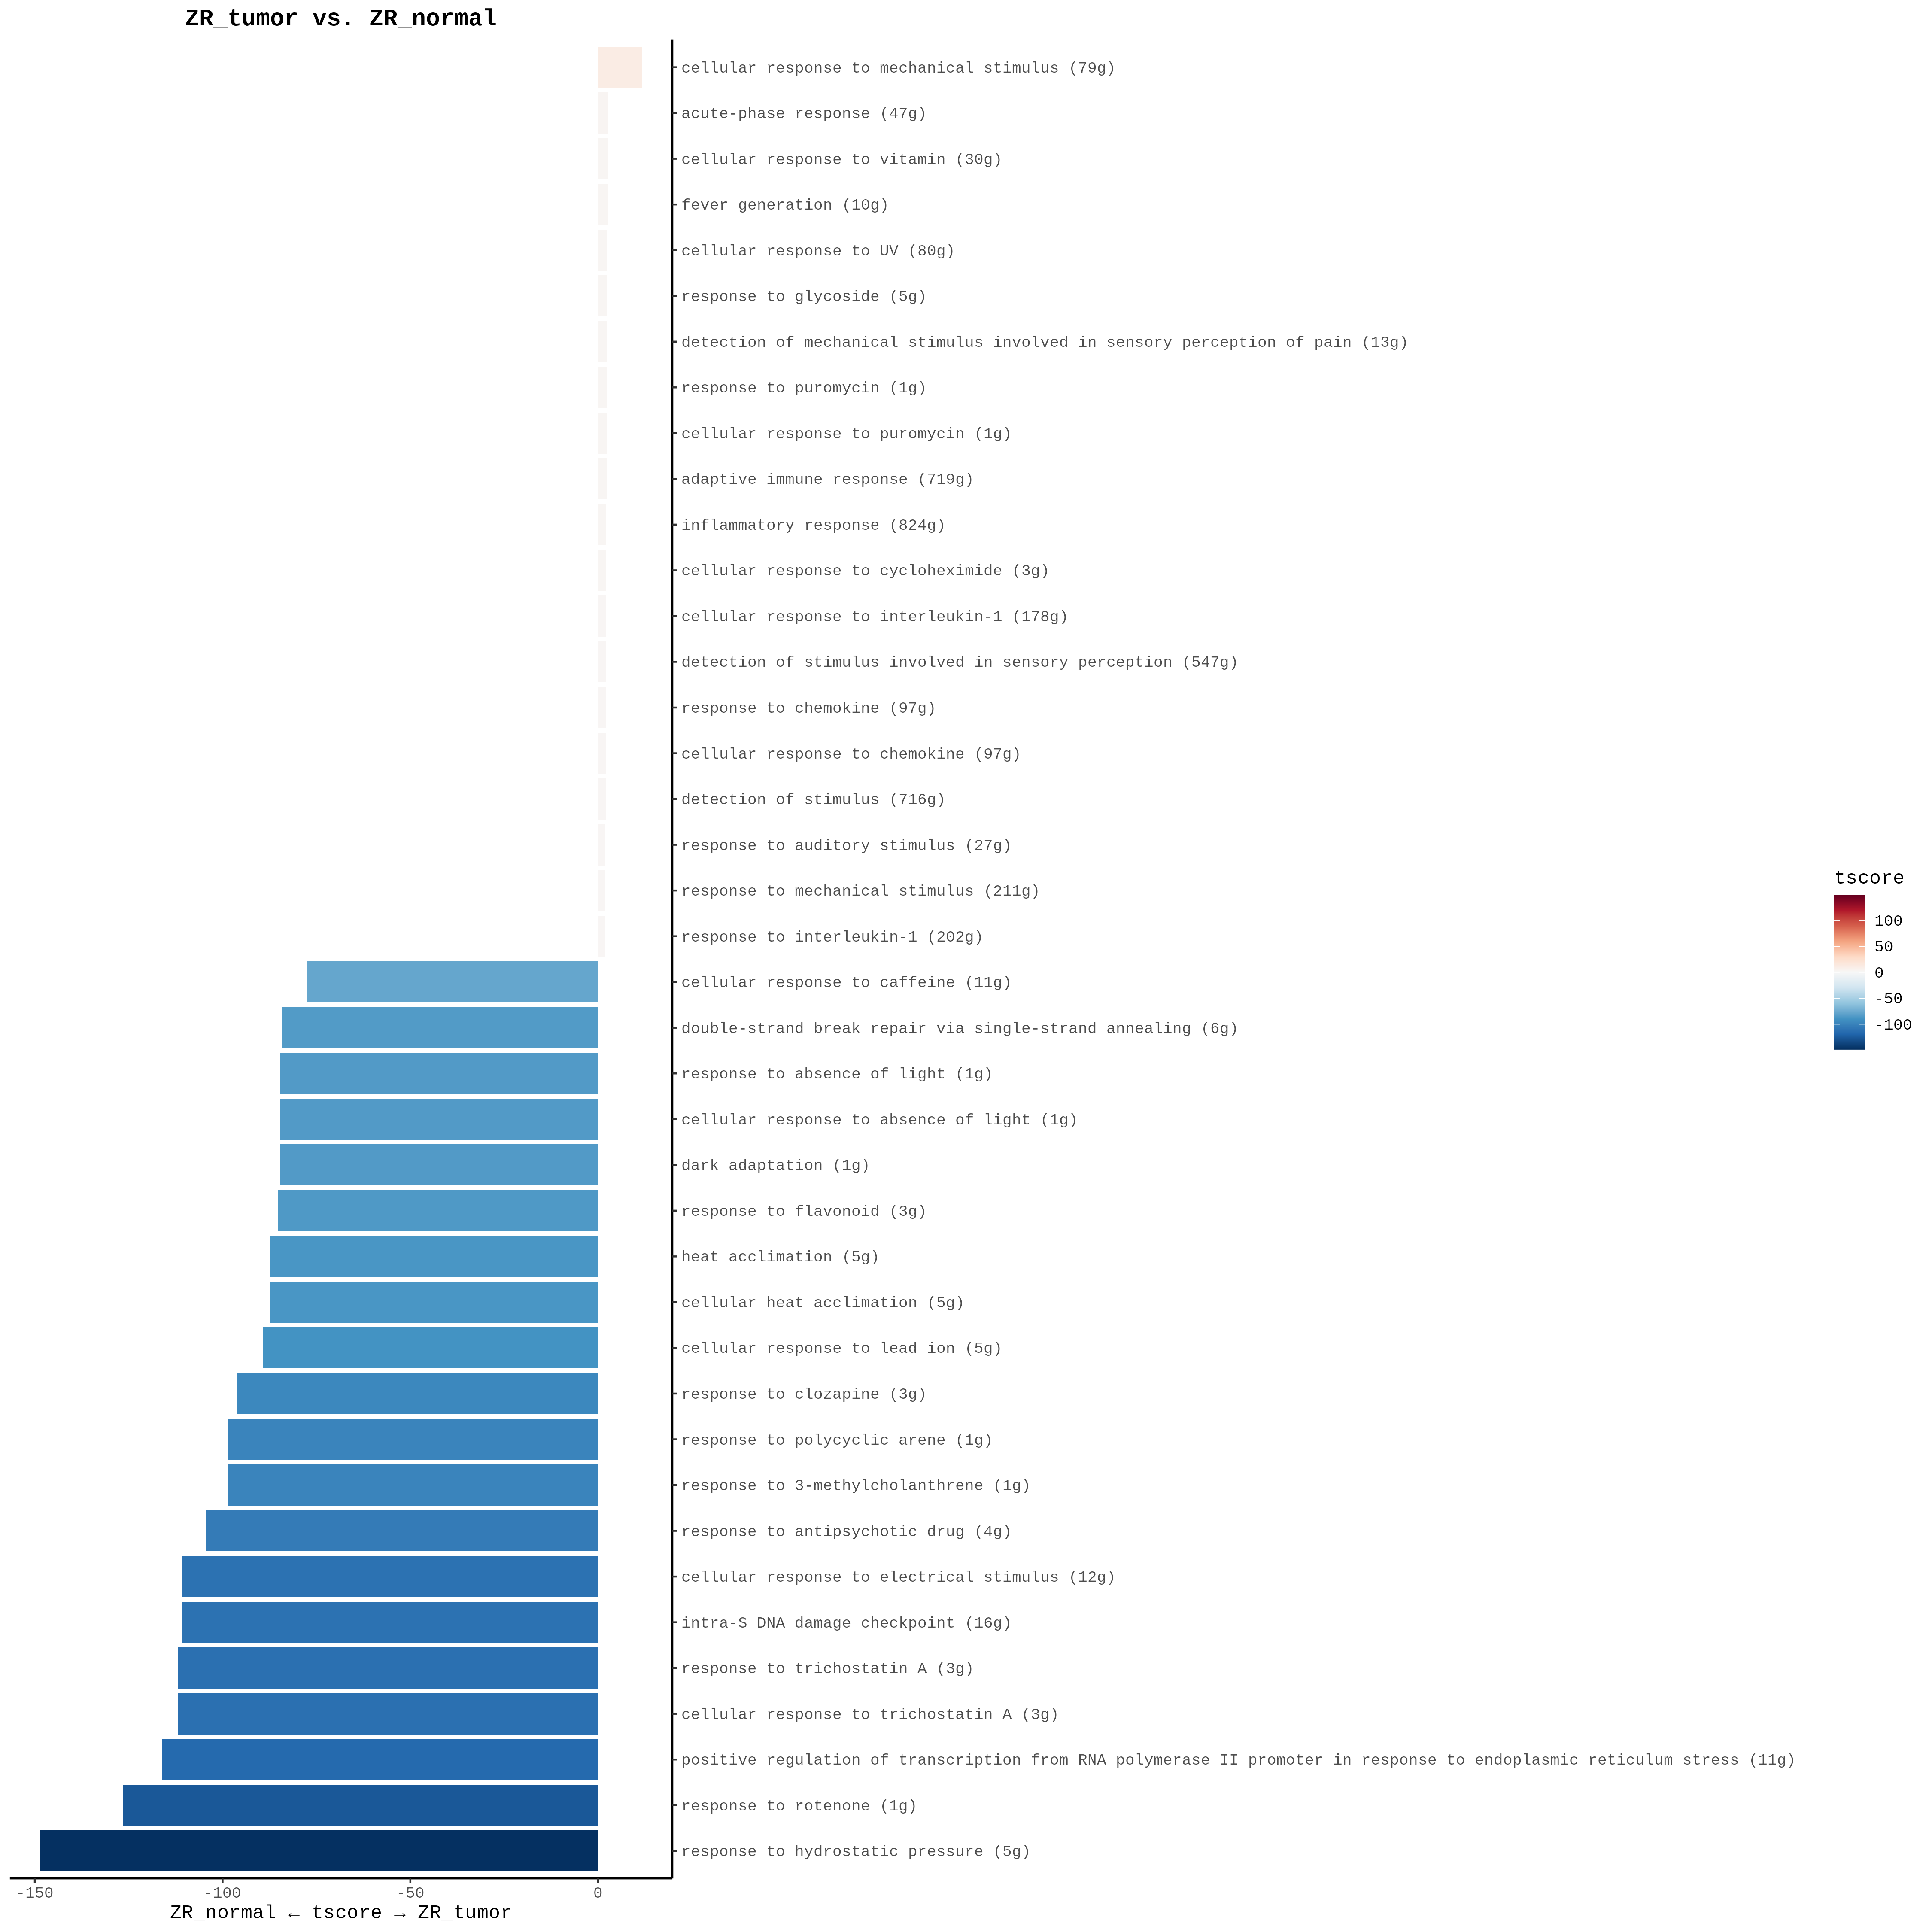 ZR_tumor vs. ZR_normal
cellular response to mechanical stimulus (79g)
acute-phase response (47g)
cellular response to vitamin (30g)
fever generation (10g)
cellular response to UV (80g)
response to glycoside (5g)
detection of mechanical stimulus involved in sensory perception of pain (13g)
response to puromycin (1g)
cellular response to puromycin (1g)
adaptive immune response (719g)
inflammatory response (824g)
cellular response to cycloheximide (3g)
cellular response to interleukin-1 (178g)
detection of stimulus involved in sensory perception (547g)
response to chemokine (97g)
cellular response to chemokine (97g)
detection of stimulus (716g)
response to auditory stimulus (27g)
response to mechanical stimulus (211g)
response to interleukin-1 (202g)
cellular response to caffeine (11g)
double-strand break repair via single-strand annealing (6g)
response to absence of light (1g)
cellular response to absence of light (1g)
dark adaptation (1g)
response to flavonoid (3g)
heat acclimation (5g)
cellular heat acclimation (5g)
cellular response to lead ion (5g)
response to clozapine (3g)
response to polycyclic arene (1g)
response to 3-methylcholanthrene (1g)
response to antipsychotic drug (4g)
cellular response to electrical stimulus (12g)
intra-S DNA damage checkpoint (16g)
response to trichostatin A (3g)
cellular response to trichostatin A (3g)
positive regulation of transcription from RNA polymerase II promoter in response to endoplasmic reticulum stress (11g)
response to rotenone (1g)
response to hydrostatic pressure (5g)
-150 -100 -50 0
ZR_normal ← tscore → ZR_tumor
tscore
100
50
0
-50
-100